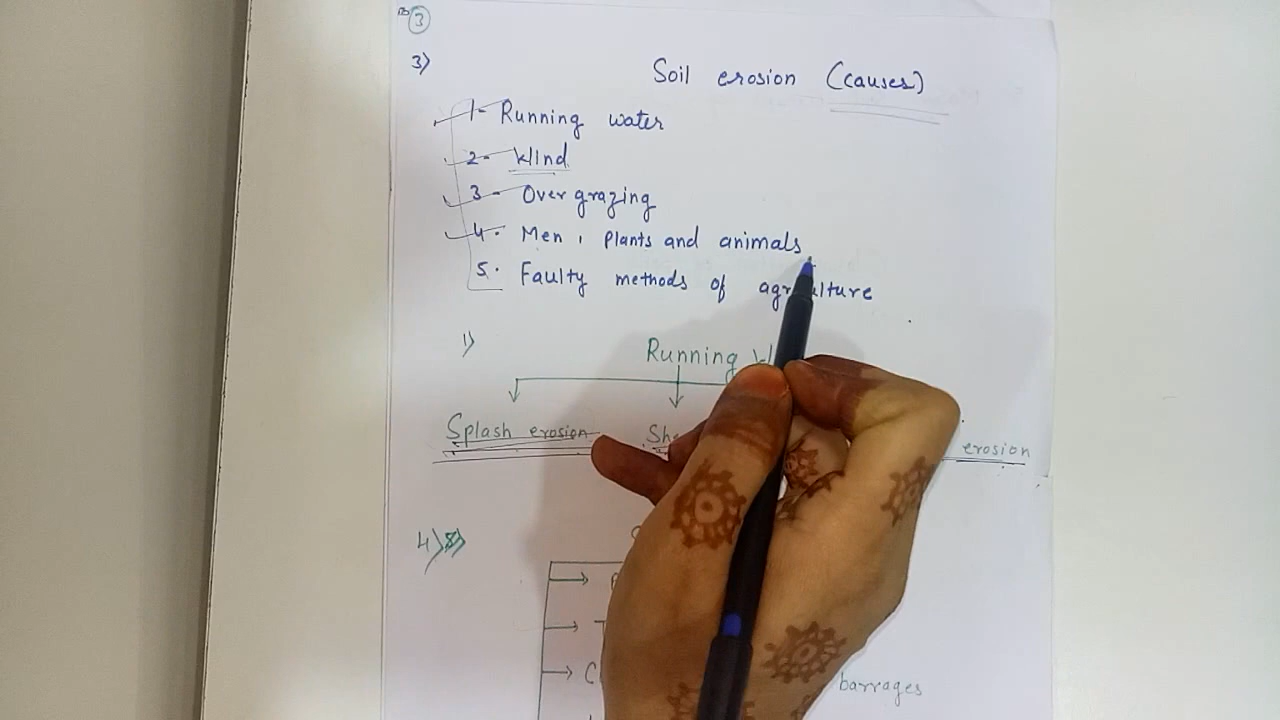 3
3) Soil erosion (causes)
1- Running water
2- Wind
3- Over grazing
4. Men, Plants and animals
5. Faulty methods of agriculture
1) Running
Splash erosion erosion
4)
barrages